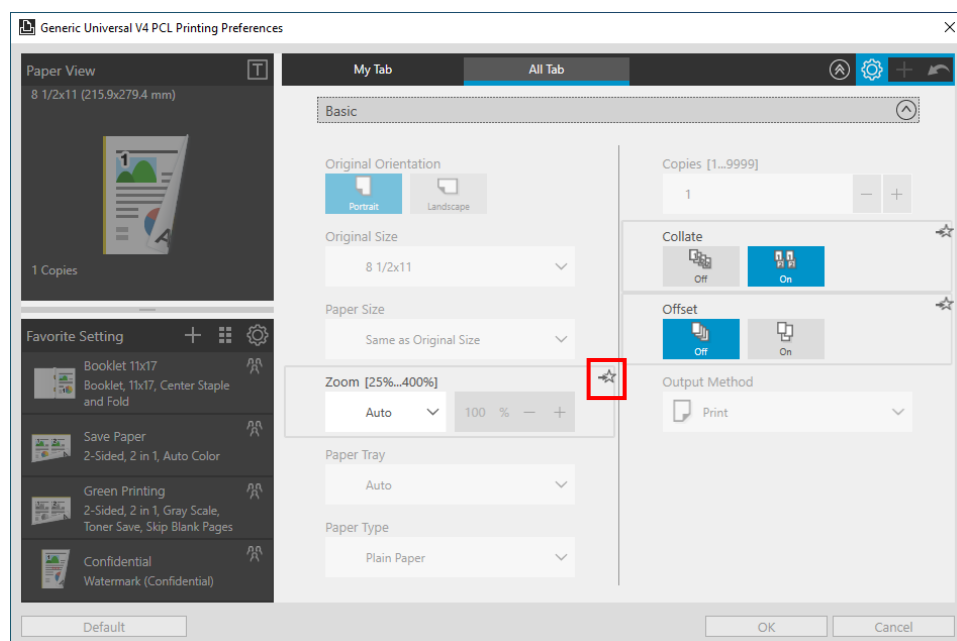 Generic Universal V4 PCL Printing Preferences
Paper View
T
8 1/2x11 (215.9x279.4 mm)
1
A
1 Copies
Favorite Setting
Booklet 11x17
Booklet, 11x17, Center Staple
and Fold
Save Paper
2-Sided, 2 in 1, Auto Color
Green Printing
2-Sided, 2 in 1, Gray Scale,
Toner Save, Skip Blank Pages
Confidential
Watermark (Confidential)
Default
My Tab
All Tab
Basic
Original Orientation
Portrait
Landscape
Original Size
8 1/2x11
Paper Size
Same as Original Size
Zoom [25%...400%]
Auto
100 %
Paper Tray
Auto
Paper Type
Plain Paper
Copies [1...9999]
1
Collate
Off
On
Offset
Off
On
Output Method
Print
OK
Cancel